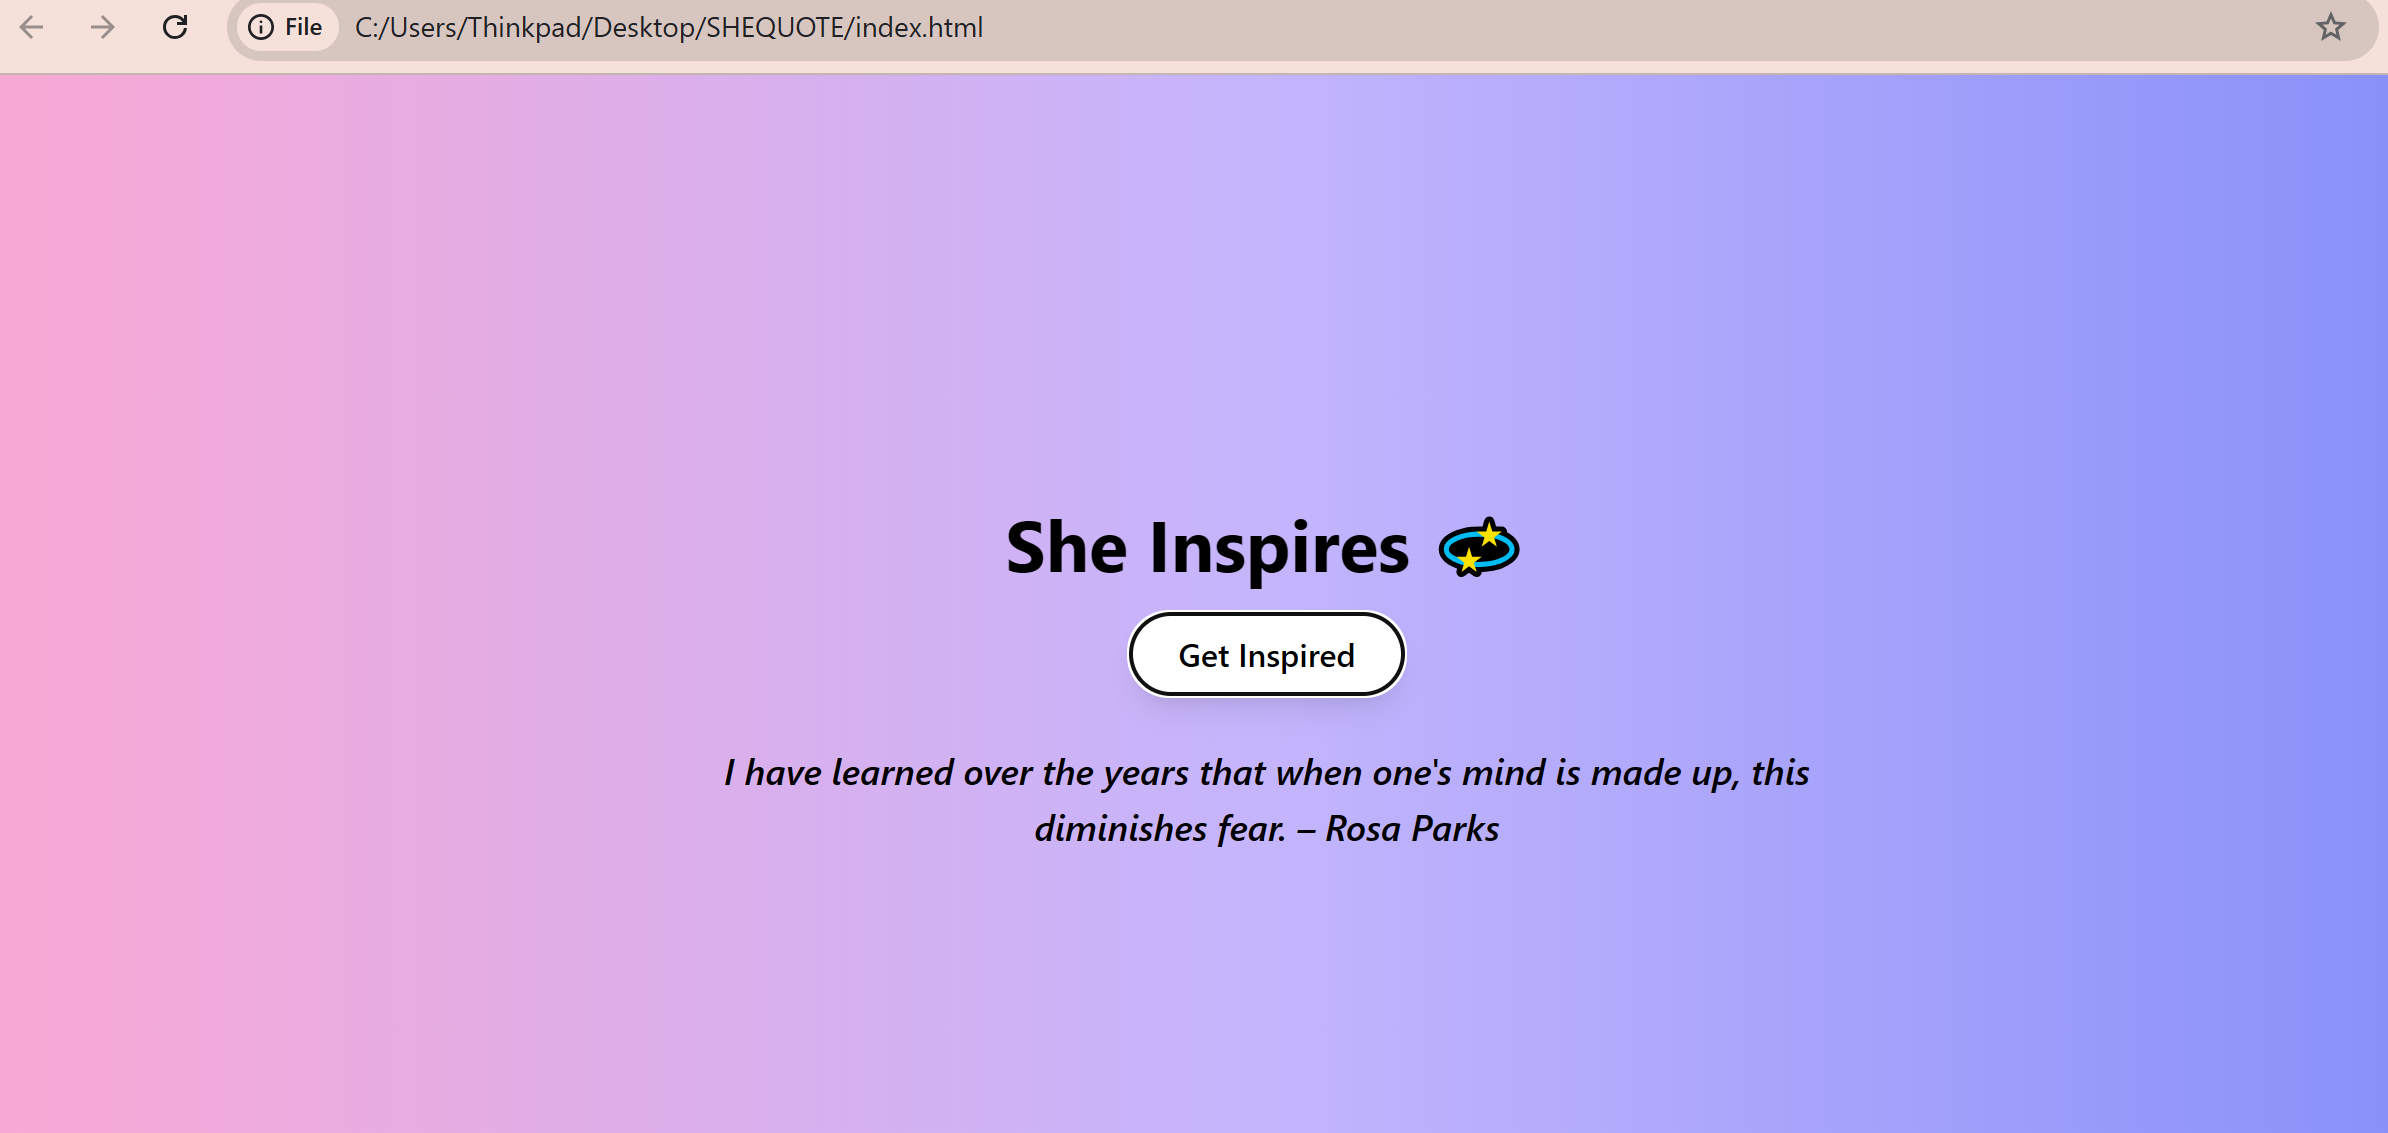 File C:/Users/Thinkpad/Desktop/SHEQUOTE/index.html
She Inspires 💫
Get Inspired
I have learned over the years that when one's mind is made up, this
diminishes fear. – Rosa Parks